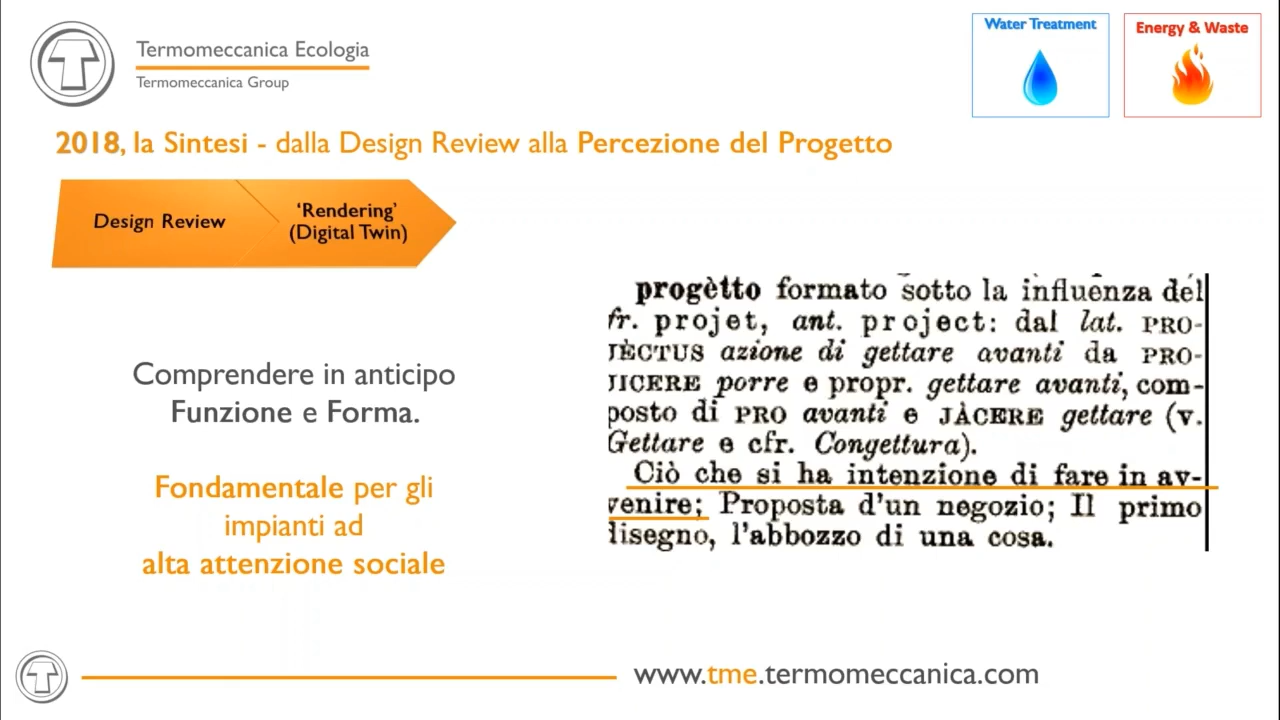 Termomeccanica Ecologia
Termomeccanica Group
Water Treatment
Energy & Waste
2018, la Sintesi - dalla Design Review alla Percezione del Progetto
Design Review
‘Rendering’
(Digital Twin)
Comprendere in anticipo
Funzione e Forma.
Fondamentale per gli
impianti ad
alta attenzione sociale
progètto formato sotto la influenza del
fr. projet, ant. project: dal lat. PRO-
JÈCTUS azione di gettare avanti da PRO-
JICERE porre e propr. gettare avanti, com-
posto di PRO avanti e JÀCERE gettare (v.
Gettare e cfr. Congettura).
Ciò che si ha intenzione di fare in av-
venire; Proposta d'un negozio; Il primo
disegno, l'abbozzo di una cosa.
www.tme.termomeccanica.com